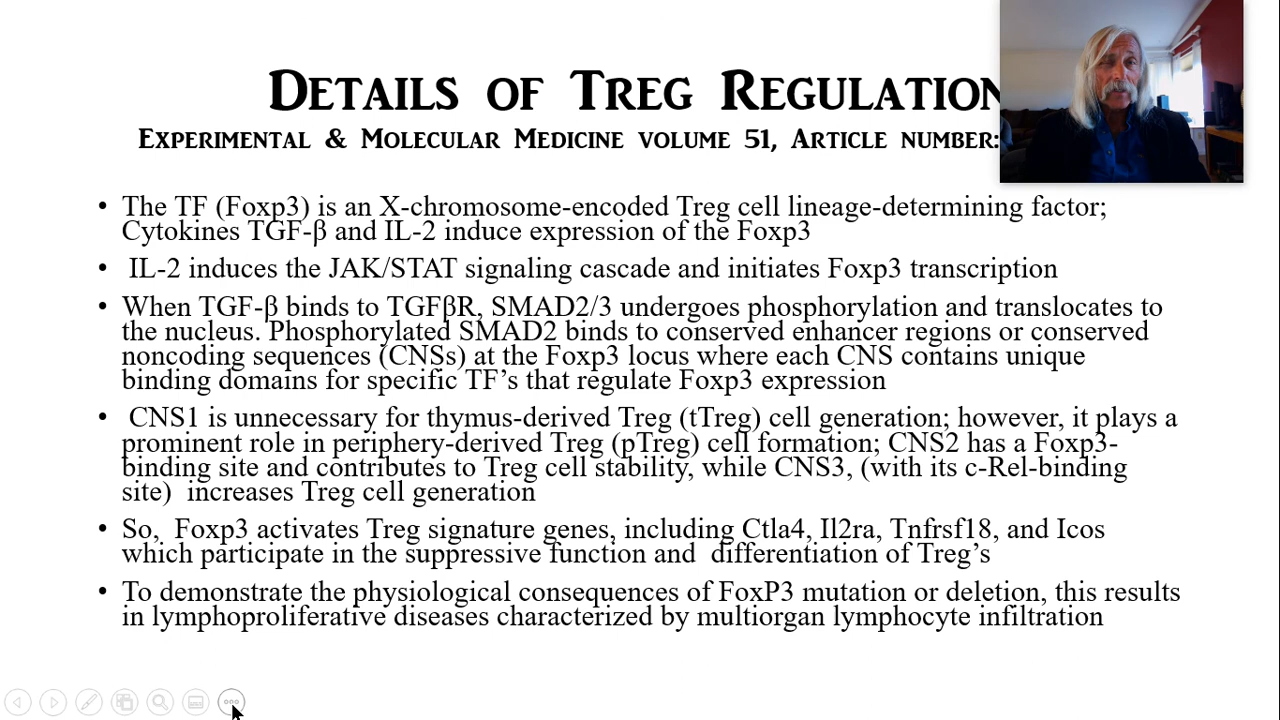 Details of Treg Regulation
Experimental & Molecular Medicine volume 51, Article number:
• The TF (Foxp3) is an X-chromosome-encoded Treg cell lineage-determining factor;
Cytokines TGF-β and IL-2 induce expression of the Foxp3
• IL-2 induces the JAK/STAT signaling cascade and initiates Foxp3 transcription
• When TGF-β binds to TGFβR, SMAD2/3 undergoes phosphorylation and translocates to
the nucleus. Phosphorylated SMAD2 binds to conserved enhancer regions or conserved
noncoding sequences (CNSs) at the Foxp3 locus where each CNS contains unique
binding domains for specific TF’s that regulate Foxp3 expression
• CNS1 is unnecessary for thymus-derived Treg (tTreg) cell generation; however, it plays a
prominent role in periphery-derived Treg (pTreg) cell formation; CNS2 has a Foxp3-
binding site and contributes to Treg cell stability, while CNS3, (with its c-Rel-binding
site) increases Treg cell generation
• So, Foxp3 activates Treg signature genes, including Ctla4, Il2ra, Tnfrsf18, and Icos
which participate in the suppressive function and differentiation of Treg’s
• To demonstrate the physiological consequences of FoxP3 mutation or deletion, this results
in lymphoproliferative diseases characterized by multiorgan lymphocyte infiltration